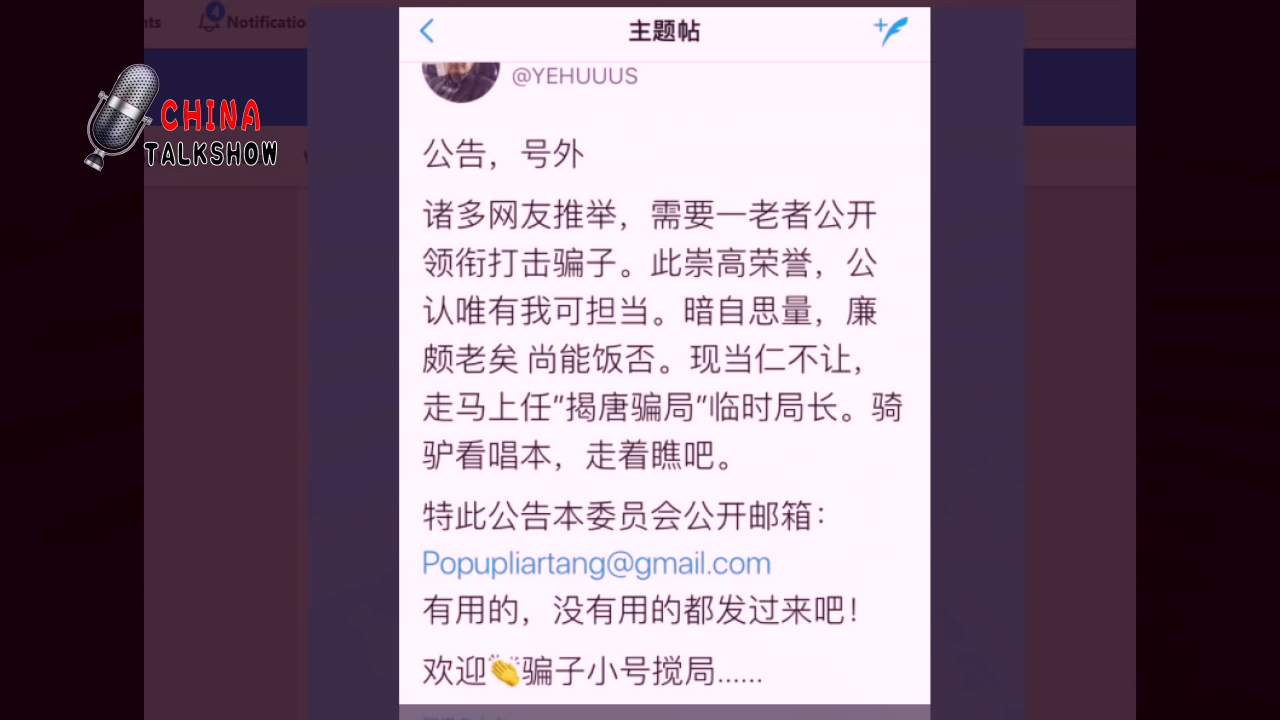 nts
4
Notificatio
CHINA
TALKSHOW
主题帖
@YEHUUUS
公告，号外
诸多网友推举，需要一老者公开
领衔打击骗子。此崇高荣誉，公
认唯有我可担当。暗自思量，廉
颇老矣 尚能饭否。现当仁不让，
走马上任"揭唐骗局"临时局长。骑
驴看唱本，走着瞧吧。
特此公告本委员会公开邮箱：
Popupliartang@gmail.com
有用的，没有用的都发过来吧！
欢迎👏骗子小号搅局......